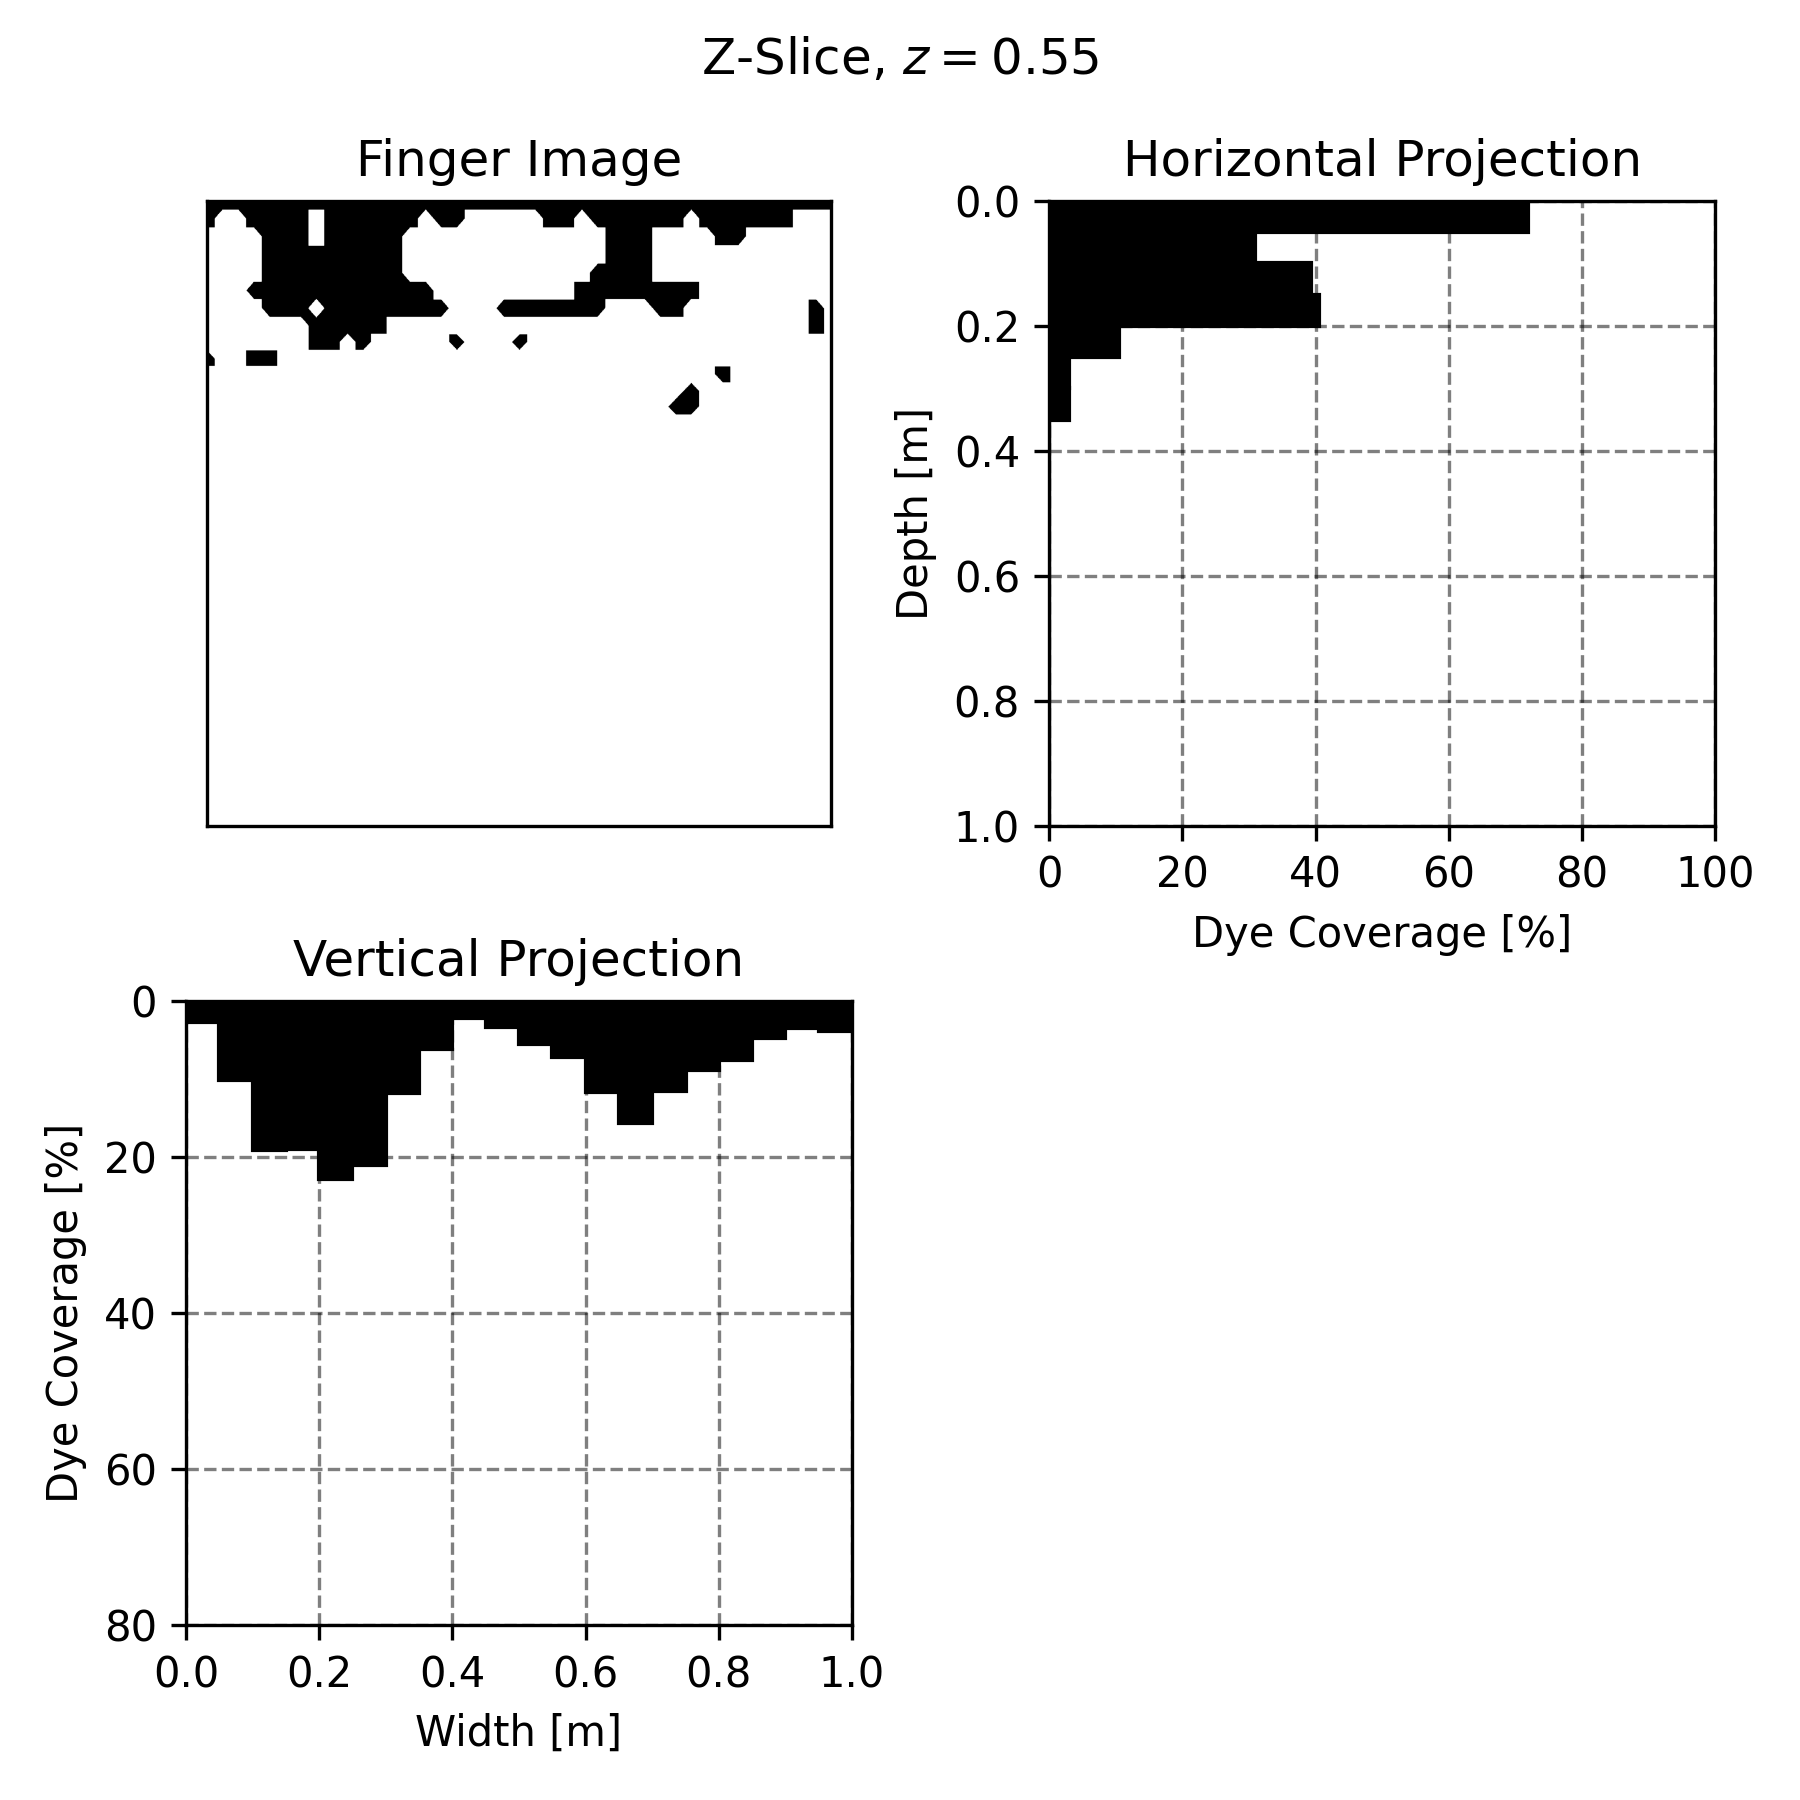 Z-Slice, z = 0.55
Finger Image
Horizontal Projection
0.0
0.2
0.4
0.6
0.8
1.0
Depth [m]
0 20 40 60 80 100
Dye Coverage [%]
Vertical Projection
0
20
40
60
80
Dye Coverage [%]
0.0 0.2 0.4 0.6 0.8 1.0
Width [m]